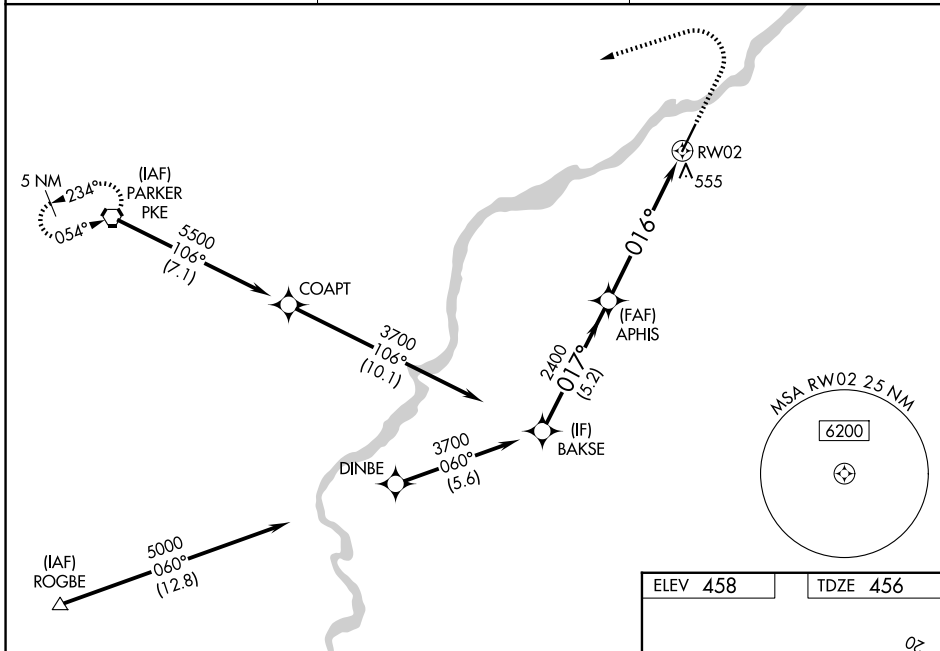 5 NM
234°
054°
(IAF)
PARKER
PKE
5500
106°
(7.1)
COAPT
3700
106°
(10.1)
RW02
555
016°
(FAF)
APHIS
2400
017°
(5.2)
(IF)
BAKSE
DINBE
3700
060°
(5.6)
(IAF)
ROGBE
5000
060°
(12.8)
MSA RW02 25 NM
6200
ELEV 458
TDZE 456
20